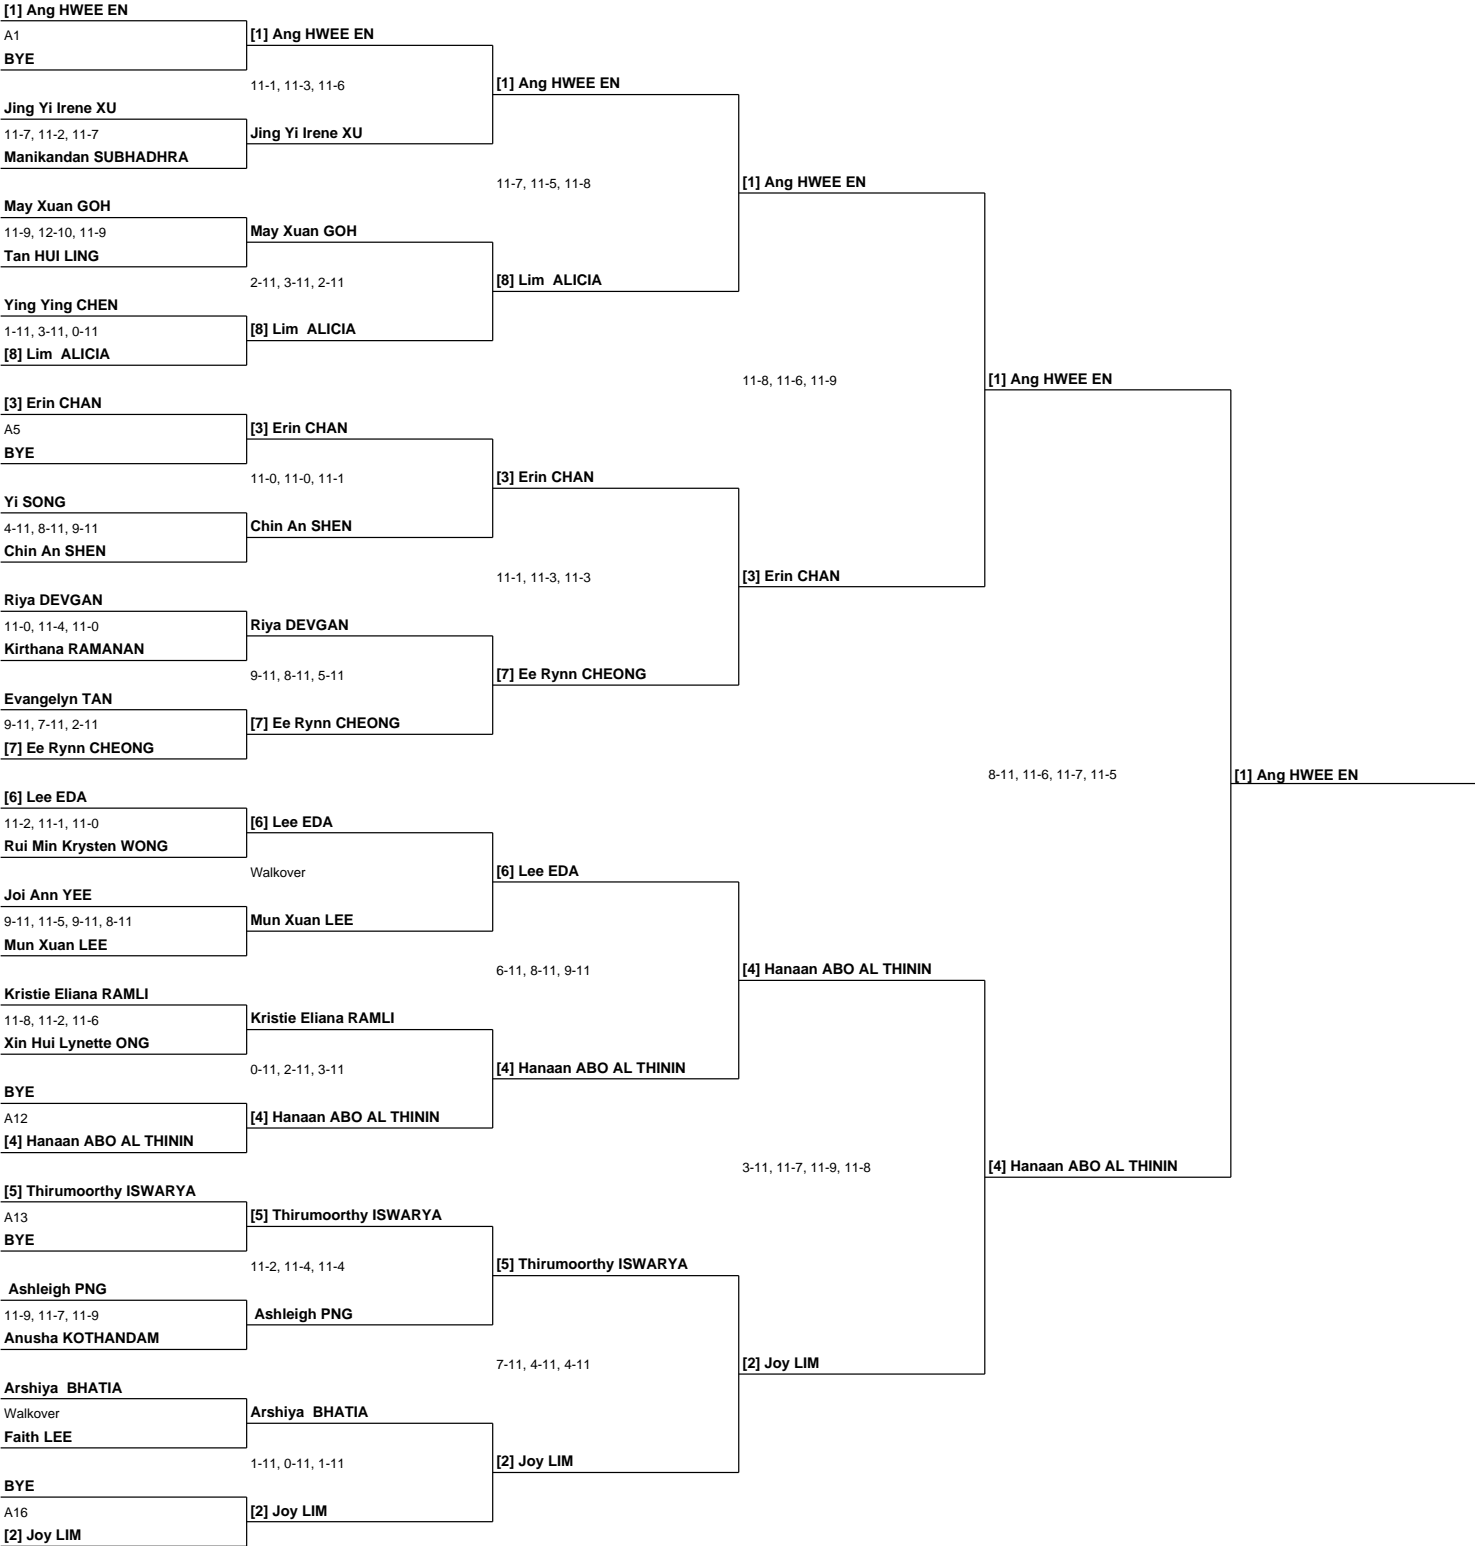 [1] Ang HWEE EN
A1
BYE
Jing Yi Irene XU
11-7, 11-2, 11-7
Manikandan SUBHADHRA
May Xuan GOH
11-9, 12-10, 11-9
Tan HUI LING
Ying Ying CHEN
1-11, 3-11, 0-11
[8] Lim ALICIA
[3] Erin CHAN
A5
BYE
Yi SONG
4-11, 8-11, 9-11
Chin An SHEN
Riya DEVGAN
11-0, 11-4, 11-0
Kirthana RAMANAN
Evangelyn TAN
9-11, 7-11, 2-11
[7] Ee Rynn CHEONG
[6] Lee EDA
11-2, 11-1, 11-0
Rui Min Krysten WONG
Joi Ann YEE
9-11, 11-5, 9-11, 8-11
Mun Xuan LEE
Kristie Eliana RAMLI
11-8, 11-2, 11-6
Xin Hui Lynette ONG
BYE
A12
[4] Hanaan ABO AL THININ
[5] Thirumoorthy ISWARYA
A13
BYE
Ashleigh PNG
11-9, 11-7, 11-9
Anusha KOTHANDAM
Arshiya BHATIA
Walkover
Faith LEE
BYE
A16
[2] Joy LIM
[1] Ang HWEE EN
11-1, 11-3, 11-6
Jing Yi Irene XU
May Xuan GOH
2-11, 3-11, 2-11
[8] Lim ALICIA
[3] Erin CHAN
11-0, 11-0, 11-1
Chin An SHEN
Riya DEVGAN
9-11, 8-11, 5-11
[7] Ee Rynn CHEONG
[6] Lee EDA
Walkover
Mun Xuan LEE
Kristie Eliana RAMLI
0-11, 2-11, 3-11
[4] Hanaan ABO AL THININ
[5] Thirumoorthy ISWARYA
11-2, 11-4, 11-4
Ashleigh PNG
Arshiya BHATIA
1-11, 0-11, 1-11
[2] Joy LIM
[1] Ang HWEE EN
11-7, 11-5, 11-8
[8] Lim ALICIA
[3] Erin CHAN
11-1, 11-3, 11-3
[7] Ee Rynn CHEONG
[6] Lee EDA
6-11, 8-11, 9-11
[4] Hanaan ABO AL THININ
[5] Thirumoorthy ISWARYA
7-11, 4-11, 4-11
[2] Joy LIM
[1] Ang HWEE EN
11-8, 11-6, 11-9
[3] Erin CHAN
[4] Hanaan ABO AL THININ
3-11, 11-7, 11-9, 11-8
[2] Joy LIM
[1] Ang HWEE EN
8-11, 11-6, 11-7, 11-5
[4] Hanaan ABO AL THININ
[1] Ang HWEE EN